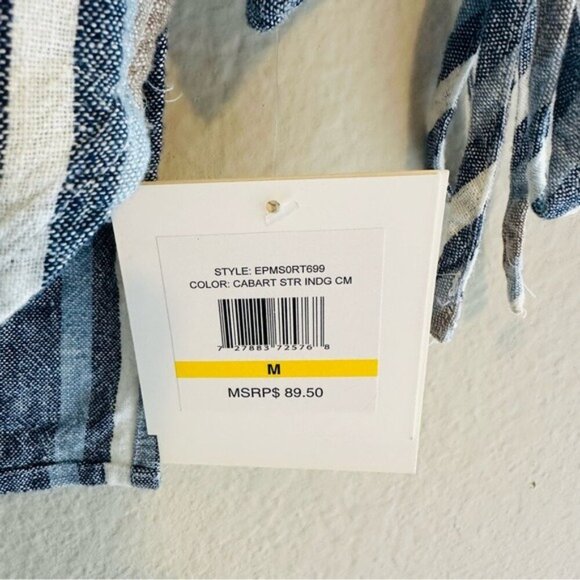 STYLE: EPMS0RT699
COLOR: CABART STR INDG CM
7 27883 72576 8
M
MSRP$ 89.50